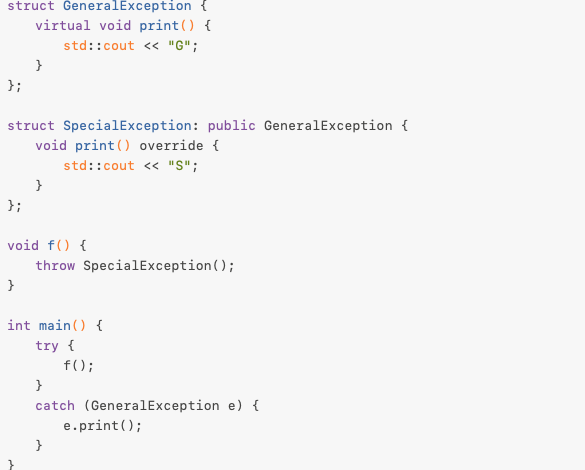 struct GeneralException {
    virtual void print() {
        std::cout << "G";
    }
};

struct SpecialException: public GeneralException {
    void print() override {
        std::cout << "S";
    }
};

void f() {
    throw SpecialException();
}

int main() {
    try {
        f();
    }
    catch (GeneralException e) {
        e.print();
    }
}